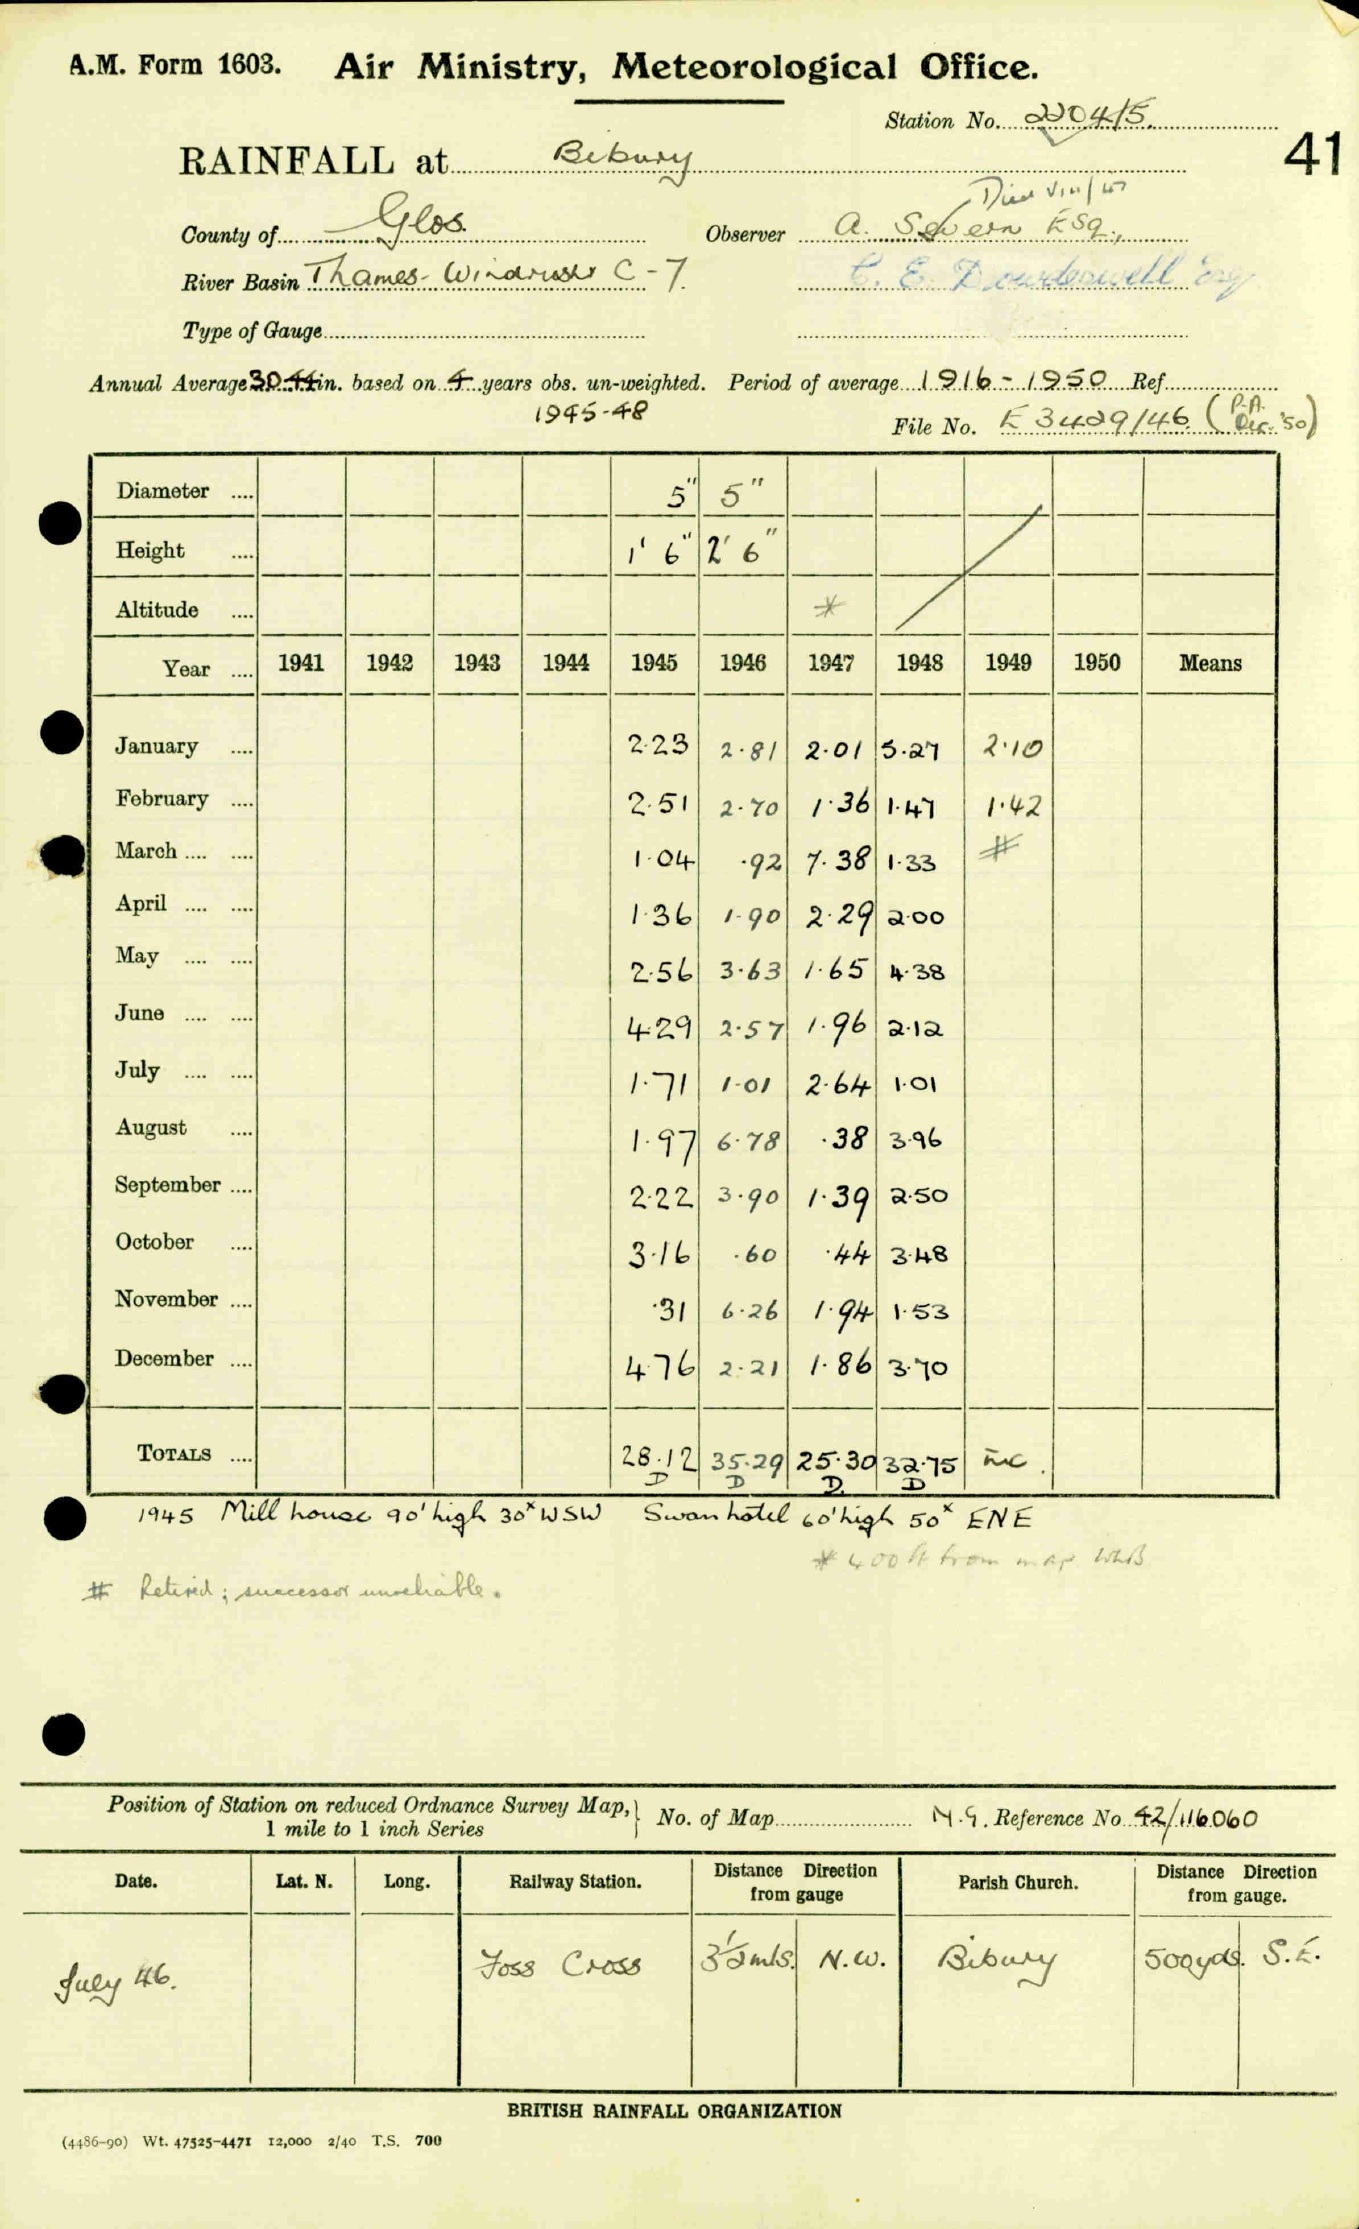 A.M. Form 1603. Air Ministry, Meteorological Office.
Station No. 2204/5.
41
RAINFALL at Bibury
Died VIII/47
County of Glos. Observer A. Severn Esq.,
River Basin Thames-Windrush C-7. C. E. Dowdeswell Esq
Type of Gauge
Annual Average 30.44 in. based on 4 years obs. un-weighted. Period of average 1916-1950 Ref.
1945-48
File No. E 3429/46 (P.A. Dec. '50)
Diameter .... 5" 5"
Height .... 1' 6" 2' 6"
Altitude .... *
Year .... 1941 1942 1943 1944 1945 1946 1947 1948 1949 1950 Means
January .... 2.23 2.81 2.01 5.27 2.10
February .... 2.51 2.70 1.36 1.47 1.42
March .... .... 1.04 .92 7.38 1.33 #
April .... .... 1.36 1.90 2.29 2.00
May .... .... 2.56 3.63 1.65 4.38
June .... .... 4.29 2.57 1.96 2.12
July .... .... 1.71 1.01 2.64 1.01
August .... 1.97 6.78 .38 3.96
September .... 2.22 3.90 1.39 2.50
October .... 3.16 .60 .44 3.48
November .... .31 6.26 1.94 1.53
December .... 4.76 2.21 1.86 3.70
TOTALS .... 28.12 35.29 25.30 32.75 inc.
D D D D
1945 Mill house 90' high 30x WSW Swan hotel 60' high 50x ENE
* 400 ft from map
# Retired; successor unreliable.
Position of Station on reduced Ordnance Survey Map, 1 mile to 1 inch Series } No. of Map N.G. Reference No. 42/116060
Date. Lat. N. Long. Railway Station. Distance Direction from gauge Parish Church. Distance Direction from gauge.
July 46. Foss Cross 3½ mls. N.W. Bibury 500yds. S.E.
BRITISH RAINFALL ORGANIZATION
(4486-90) Wt. 47525-4471 12,000 2/40 T.S. 700